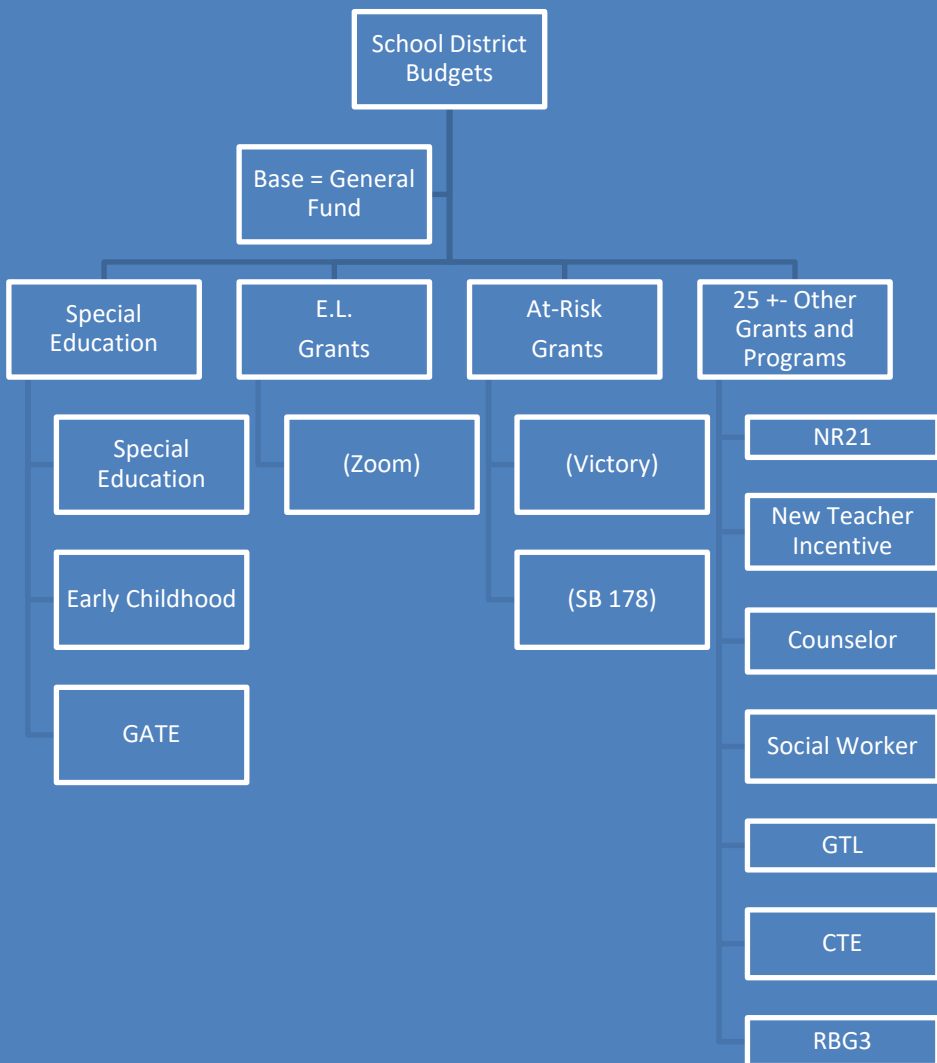 School District
Budgets
Base = General
Fund
Special
Education
E.L.
Grants
At-Risk
Grants
25 +- Other
Grants and
Programs
Special
Education
Early Childhood
GATE
(Zoom)
(Victory)
(SB 178)
NR21
New Teacher
Incentive
Counselor
Social Worker
GTL
CTE
RBG3